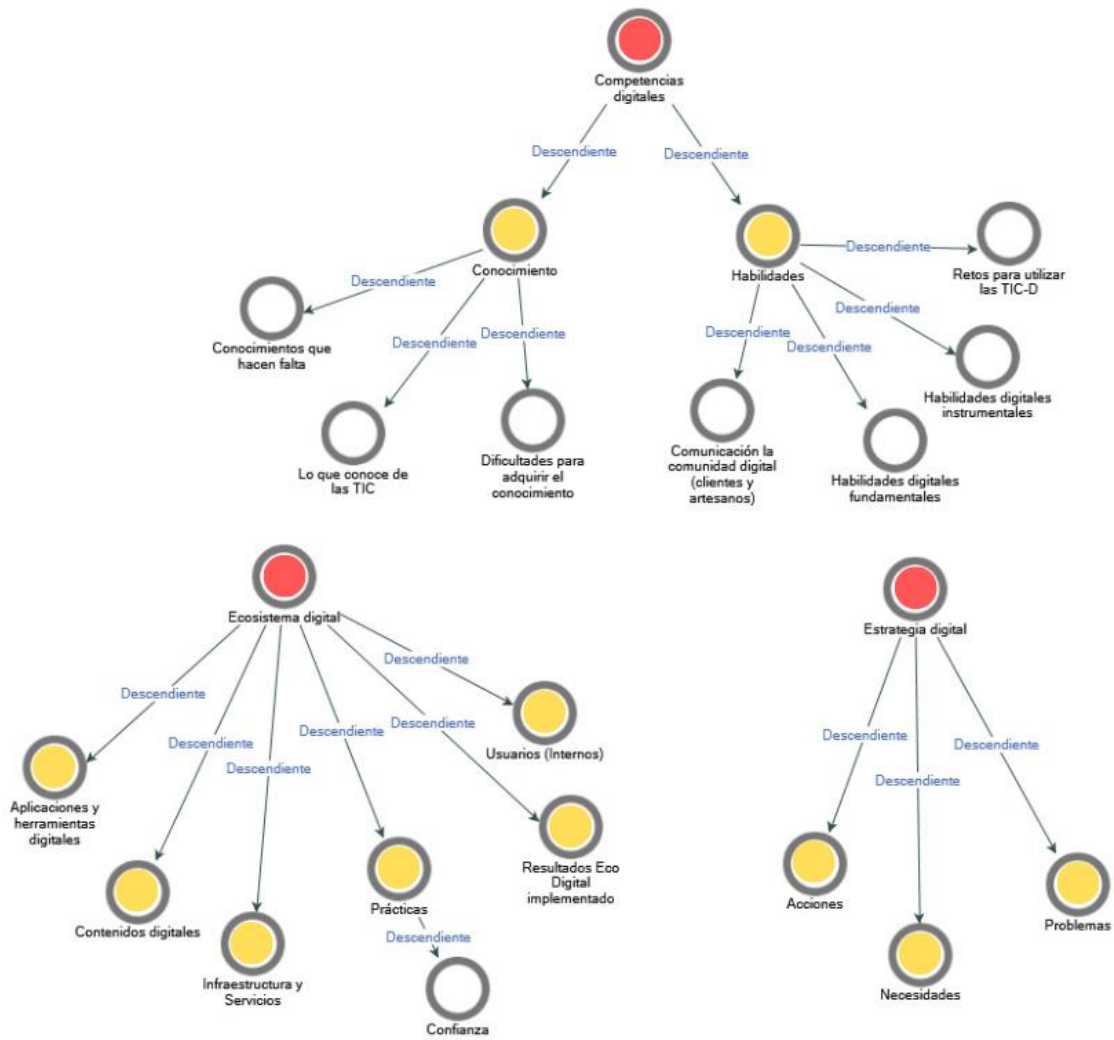 Competencias
digitales
Descendiente
Descendiente
Conocimiento
Habilidades
Descendiente
Retos para utilizar
las TIC-D
Descendiente
Descendiente
Descendiente
Descendiente
Descendiente
Descendiente
Conocimientos que
hacen falta
Habilidades digitales
instrumentales
Lo que conoce de
las TIC
Dificultades para
adquirir el
conocimiento
Comunicación la
comunidad digital
(clientes y
artesanos)
Habilidades digitales
fundamentales
Ecosistema digital
Estrategia digital
Descendiente
Descendiente
Descendiente
Descendiente
Descendiente
Descendiente
Usuarios (Internos)
Aplicaciones y
herramientas
digitales
Resultados Eco
Digital
implementado
Contenidos digitales
Prácticas
Descendiente
Infraestructura y
Servicios
Confianza
Descendiente
Descendiente
Descendiente
Acciones
Problemas
Necesidades